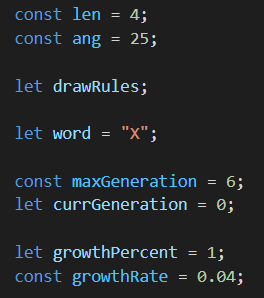 const len = 4;
const ang = 25;
let drawRules;
let word = "X";
const maxGeneration = 6;
let currGeneration = 0;
let growthPercent = 1;
const growthRate = 0.04;